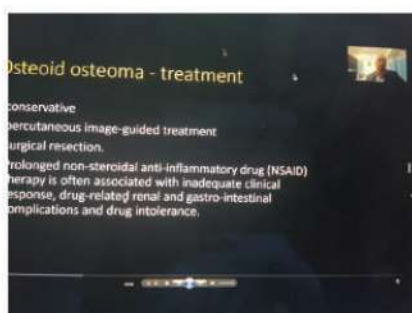 steoid osteoma - treatment
conservative
percutaneous image-guided treatment
surgical resection.
Prolonged non-steroidal anti-inflammatory drug (NSAID)
therapy is often associated with inadequate clinical
response, drug-related renal and gastro-intestinal
complications and drug intolerance.